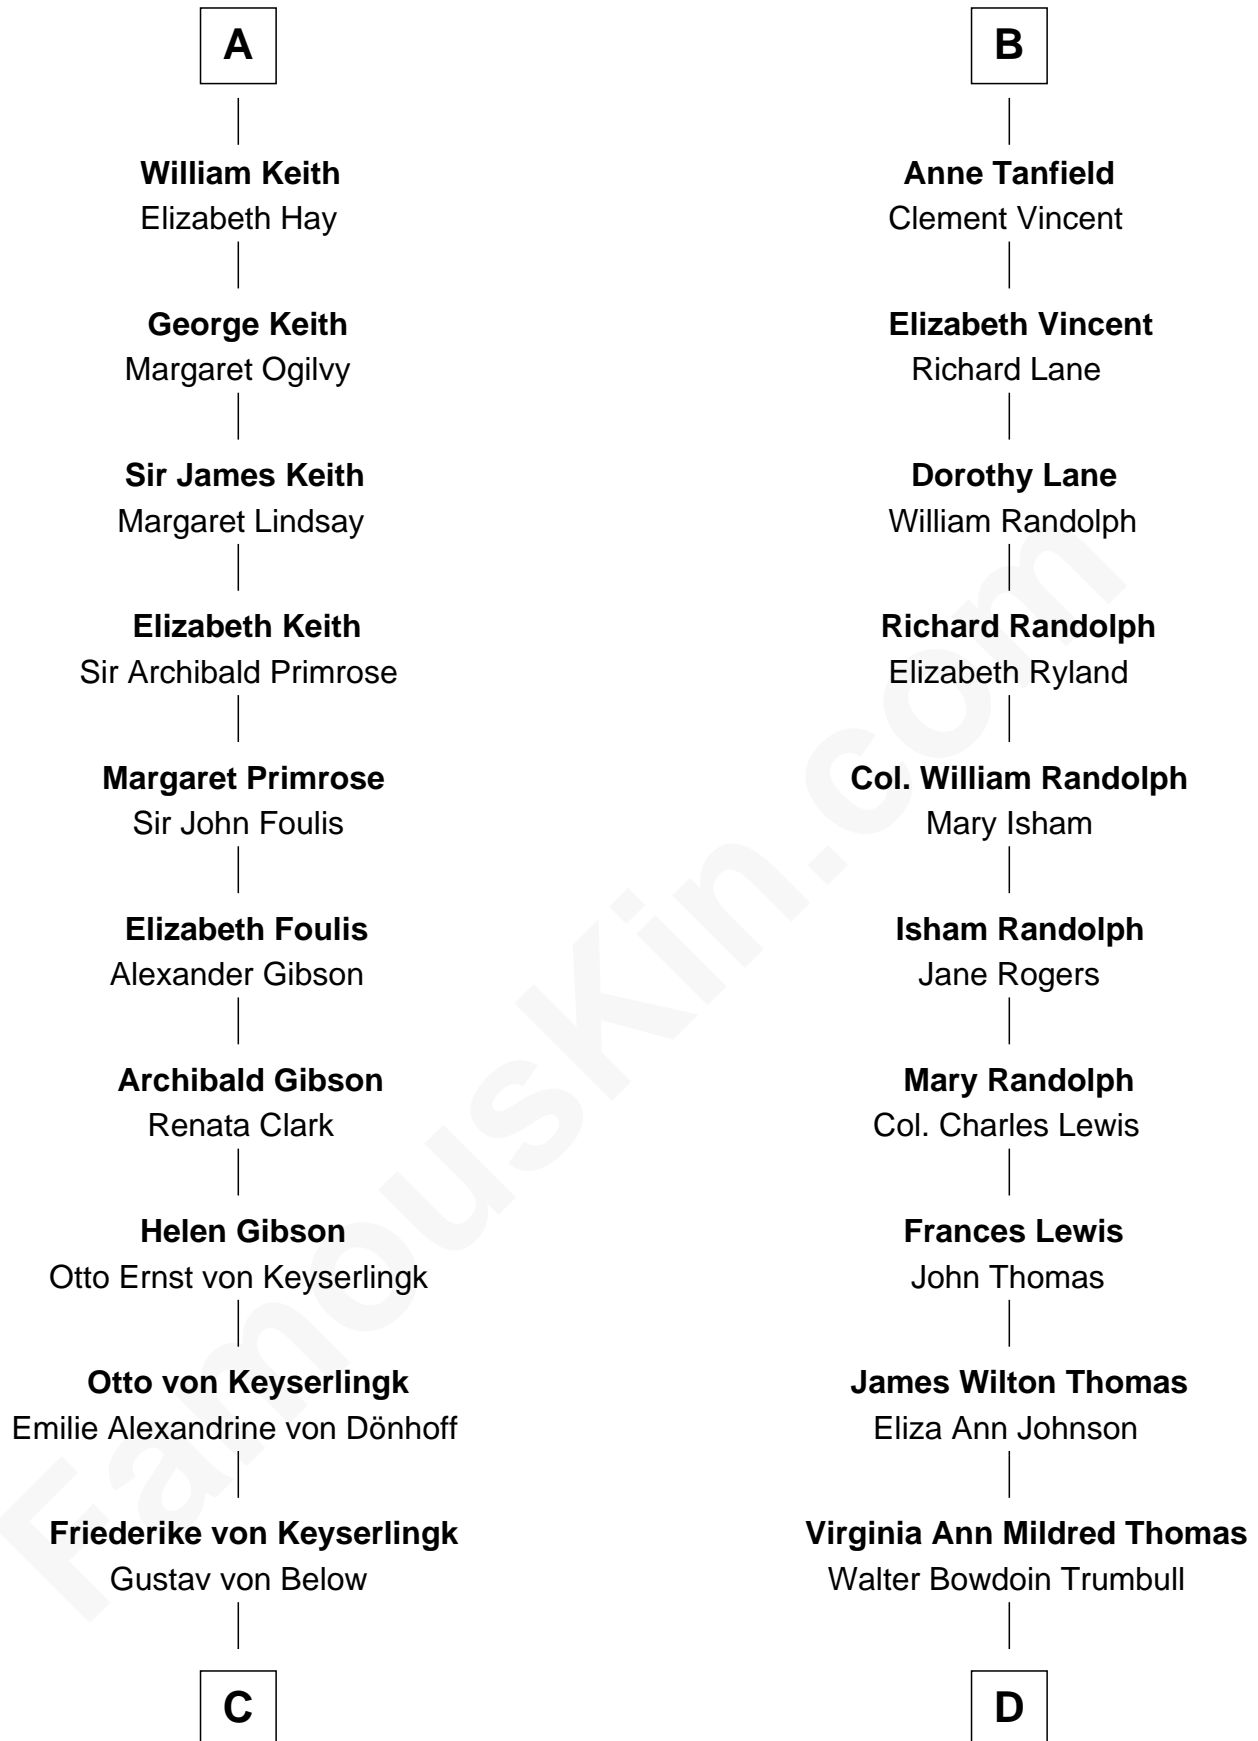 A
William Keith
Elizabeth Hay
George Keith
Margaret Ogilvy
Sir James Keith
Margaret Lindsay
Elizabeth Keith
Sir Archibald Primrose
Margaret Primrose
Sir John Foulis
Elizabeth Foulis
Alexander Gibson
Archibald Gibson
Renata Clark
Helen Gibson
Otto Ernst von Keyserlingk
Otto von Keyserlingk
Emilie Alexandrine von Dönhoff
Friederike von Keyserlingk
Gustav von Below
C
B
Anne Tanfield
Clement Vincent
Elizabeth Vincent
Richard Lane
Dorothy Lane
William Randolph
Richard Randolph
Elizabeth Ryland
Col. William Randolph
Mary Isham
Isham Randolph
Jane Rogers
Mary Randolph
Col. Charles Lewis
Frances Lewis
John Thomas
James Wilton Thomas
Eliza Ann Johnson
Virginia Ann Mildred Thomas
Walter Bowdoin Trumbull
D
FamousKin.com